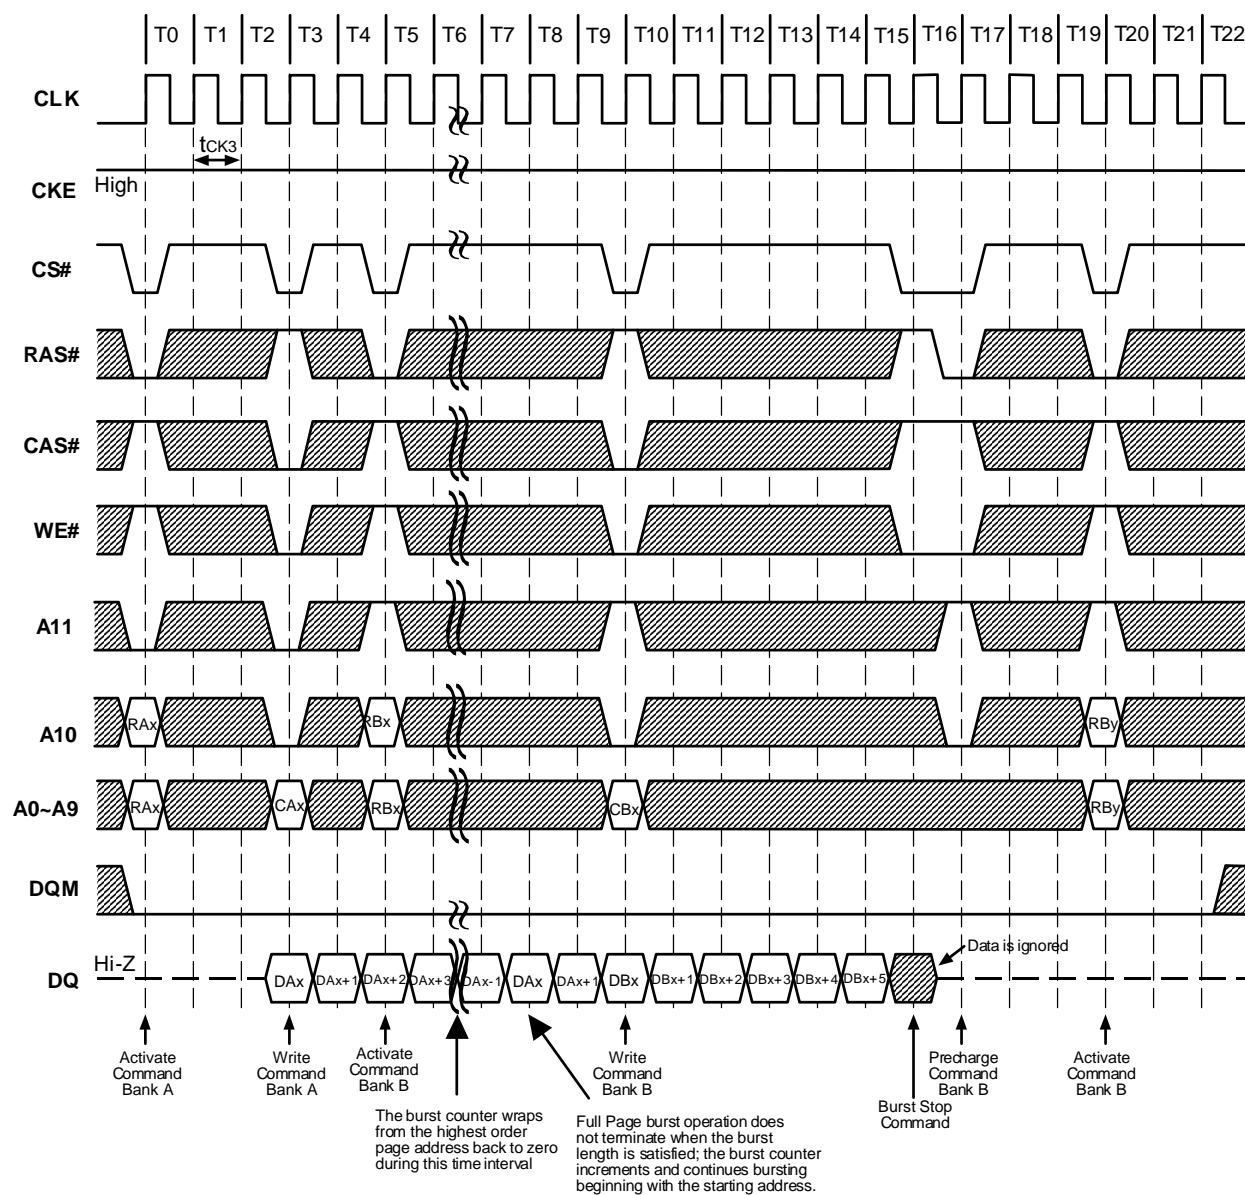 T0 T1 T2 T3 T4 T5 T6 T7 T8 T9 T10 T11 T12 T13 T14 T15 T16 T17 T18 T19 T20 T21 T22
CLK
tCK3
High
CKE
CS#
RAS#
CAS#
WE#
A11
A10 RAx RBx RBy
A0~A9 RAx CAx RBx CBx RBy
DQM
Data is ignored
Hi-Z
DQ DAx DAx+1 DAx+2 DAx+3 DAx-1 DAx DAx+1 DBx DBx+1 DBx+2 DBx+3 DBx+4 DBx+5
Activate
Command
Bank A
Write
Command
Bank A
Activate
Command
Bank B
Write
Command
Bank B
Precharge
Command
Bank B
Activate
Command
Bank B
Burst Stop
Command
The burst counter wraps
from the highest order
page address back to zero
during this time interval
Full Page burst operation does
not terminate when the burst
length is satisfied; the burst counter
increments and continues bursting
beginning with the starting address.